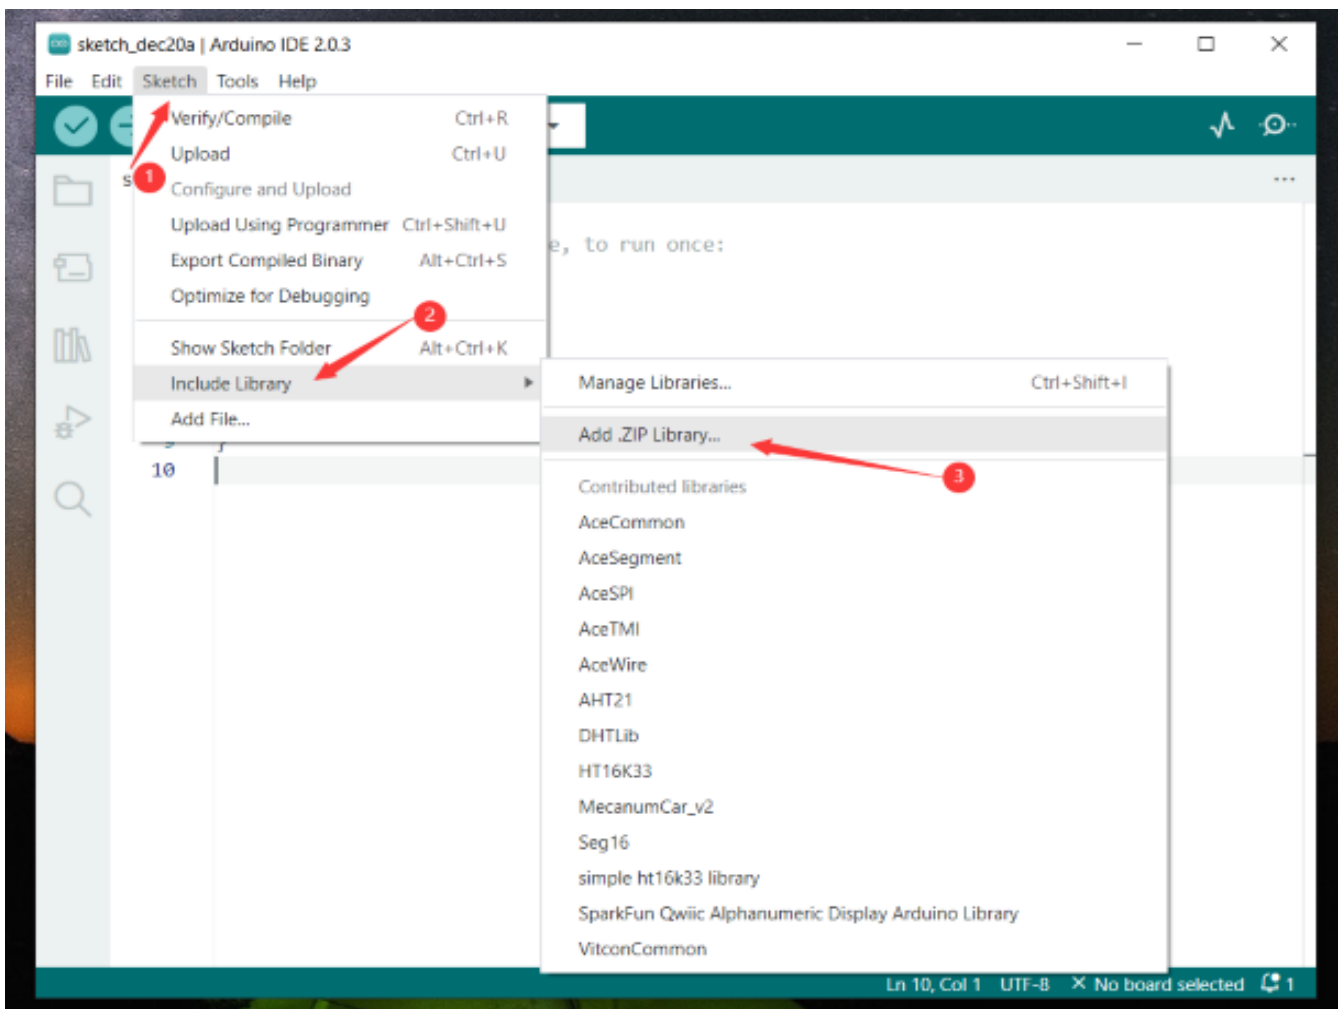 sketch_dec20a | Arduino IDE 2.0.3
File Edit Sketch Tools Help
Verify/Compile Ctrl+R
Upload Ctrl+U
1
s
Configure and Upload
Upload Using Programmer Ctrl+Shift+U
e, to run once:
Export Compiled Binary Alt+Ctrl+S
Optimize for Debugging
2
Show Sketch Folder Alt+Ctrl+K
Include Library
Add File...
9 }
10
Manage Libraries... Ctrl+Shift+I
Add .ZIP Library...
3
Contributed libraries
AceCommon
AceSegment
AceSPI
AceTMI
AceWire
AHT21
DHTLib
HT16K33
MecanumCar_v2
Seg16
simple ht16k33 library
SparkFun Qwiic Alphanumeric Display Arduino Library
VitconCommon
Ln 10, Col 1 UTF-8 × No board selected 1